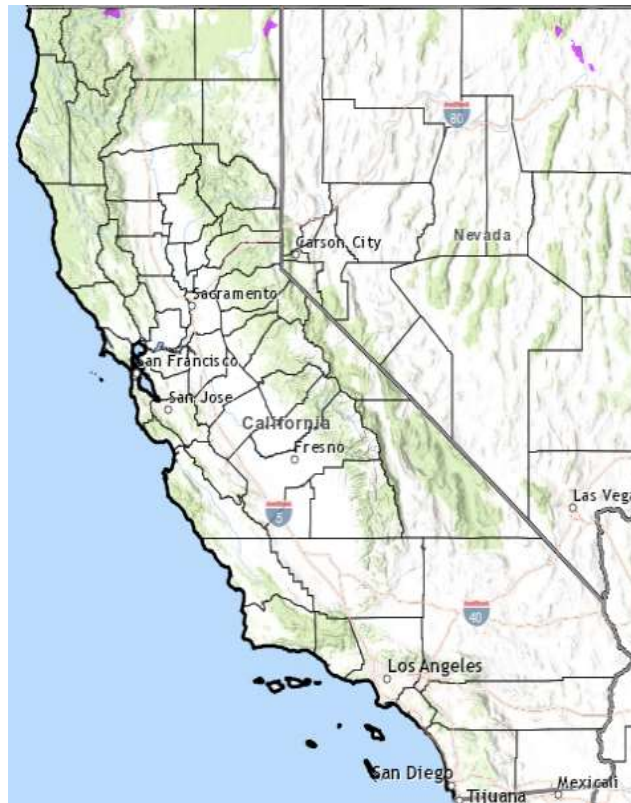 80
Carson City
Nevada
Sacramento
San Francisco
San Jose
California
Fresno
5
Las Vega
40
Los Angeles
San Diego
Mexicali
Tijuana